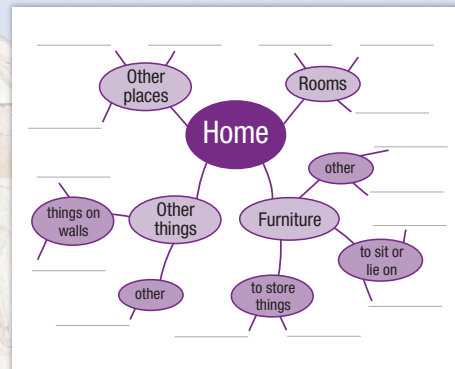 Other
places
Rooms
Home
other
things on
walls
Other
things
Furniture
to sit or
lie on
other
to store
things